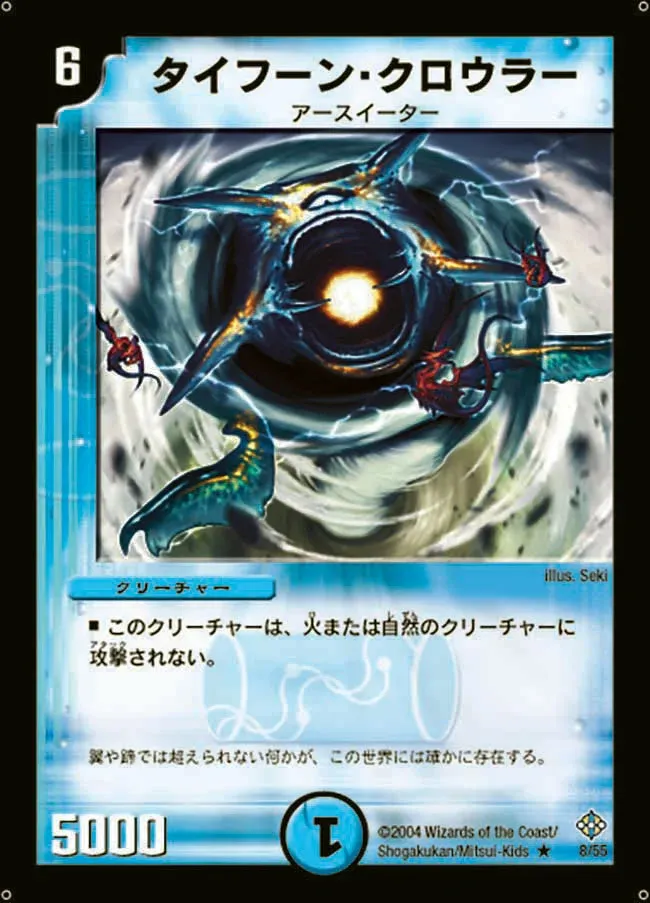 6
タイフーン・クロウラー
アースイーター
illus. Seki
クリーチャー
■ このクリーチャーは、火または自然のクリーチャーに
攻撃されない。
翼や蹄では超えられない何かが、この世界には確かに存在する。
5000
1
©2004 Wizards of the Coast/
Shogakukan/Mitsui-Kids ★ 8/55